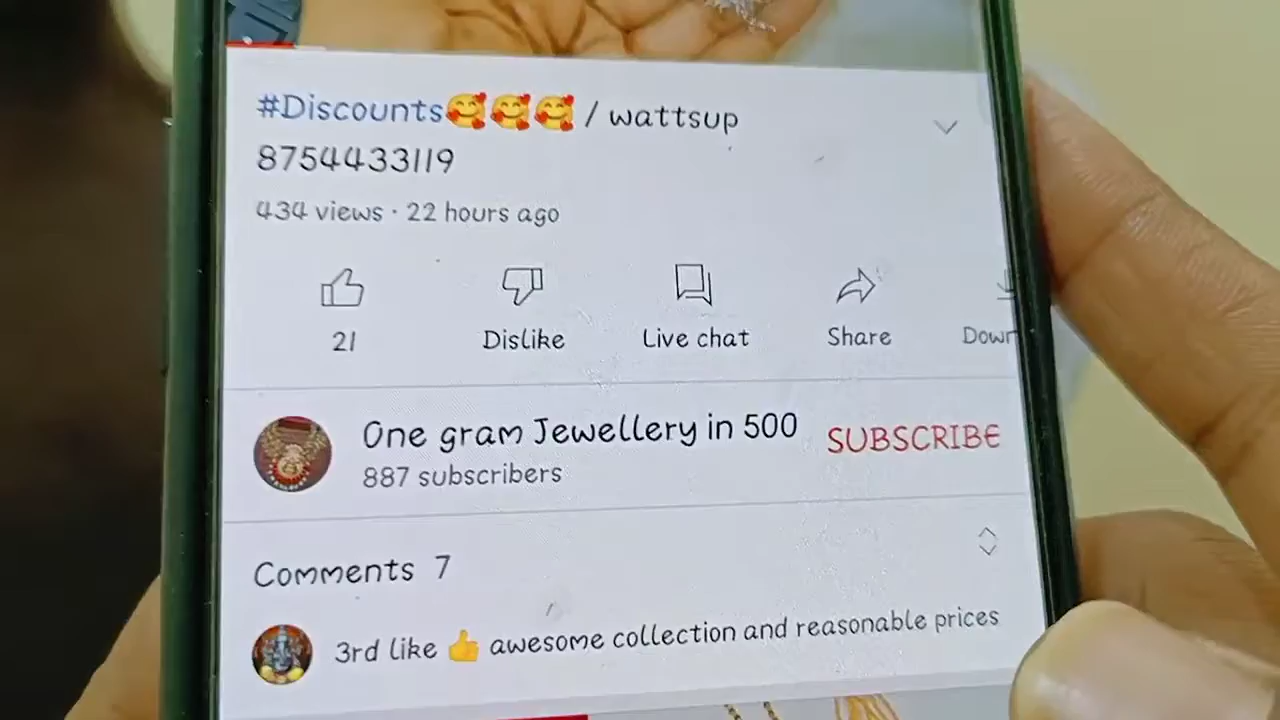 #Discounts🥰🥰🥰 / wattsup
8754433119
434 views · 22 hours ago
21
Dislike
Live chat
Share
Down
One gram Jewellery in 500
SUBSCRIBE
887 subscribers
Comments 7
3rd like 👍 awesome collection and reasonable prices